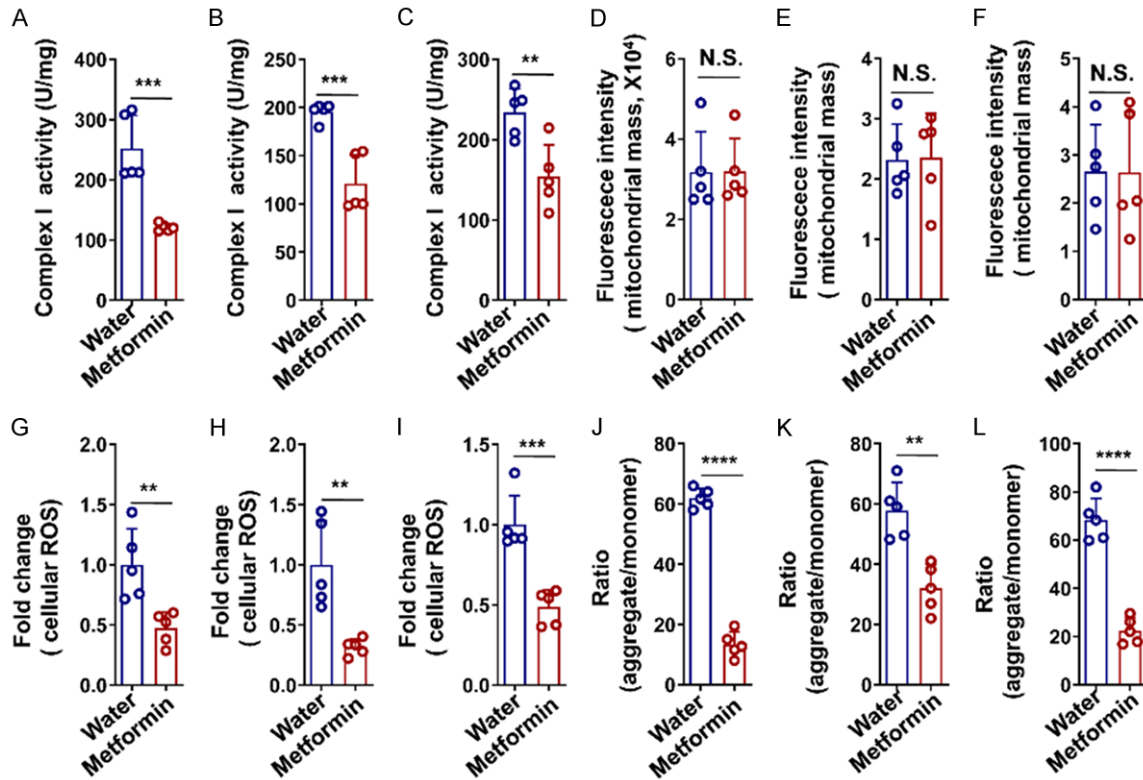 A
Complex I activity (U/mg)
400
300
200
100
0
***
Water
Metformin
B
Complex I activity (U/mg)
250
200
150
100
50
0
***
Water
Metformin
C
Complex I activity (U/mg)
300
200
100
0
**
Water
Metformin
D
Fluorescece intensity
( mitochondrial mass, X10⁴)
6
4
2
0
N.S.
Water
Metformin
E
Fluorescece intensity
( mitochondrial mass)
4
3
2
1
0
N.S.
Water
Metformin
F
Fluorescece intensity
( mitochondrial mass)
5
4
3
2
1
0
N.S.
Water
Metformin
G
Fold change
( cellular ROS)
2.0
1.5
1.0
0.5
0.0
**
Water
Metformin
H
Fold change
( cellular ROS)
2.0
1.5
1.0
0.5
0.0
**
Water
Metformin
I
Fold change
( cellular ROS)
1.5
1.0
0.5
0.0
***
Water
Metformin
J
Ratio
(aggregate/monomer)
80
60
40
20
0
****
Water
Metformin
K
Ratio
(aggregate/monomer)
80
60
40
20
0
**
Water
Metformin
L
Ratio
(aggregate/monomer)
100
80
60
40
20
0
****
Water
Metformin